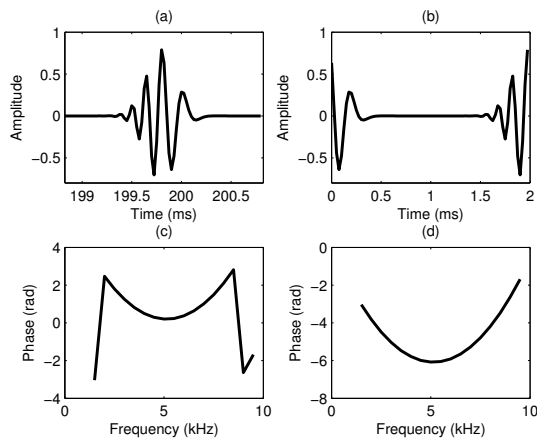 (a)
Amplitude
1
0.5
0
−0.5
199
199.5
200
200.5
Time (ms)
(b)
Amplitude
1
0.5
0
−0.5
0
0.5
1
1.5
2
Time (ms)
(c)
Phase (rad)
4
2
0
−2
−4
0
5
10
Frequency (kHz)
(d)
Phase (rad)
0
−2
−4
−6
−8
0
5
10
Frequency (kHz)